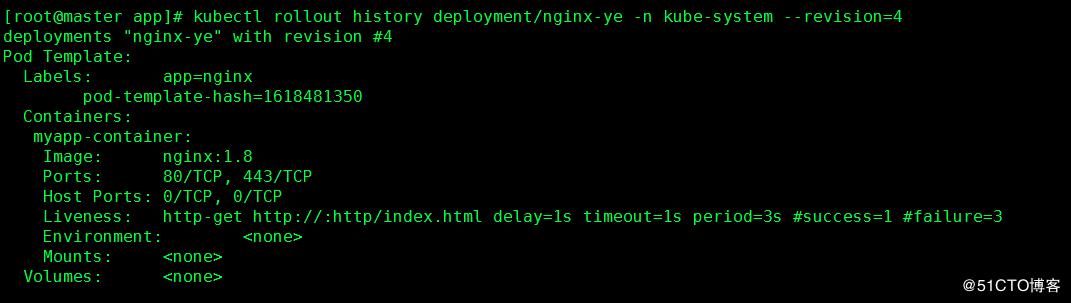 [root@master app]# kubectl rollout history deployment/nginx-ye -n kube-system --revision=4
deployments "nginx-ye" with revision #4
Pod Template:
  Labels:       app=nginx
        pod-template-hash=1618481350
  Containers:
   myapp-container:
    Image:      nginx:1.8
    Ports:      80/TCP, 443/TCP
    Host Ports: 0/TCP, 0/TCP
    Liveness:   http-get http://:http/index.html delay=1s timeout=1s period=3s #success=1 #failure=3
    Environment:        <none>
    Mounts:     <none>
  Volumes:      <none>
@51CTO博客